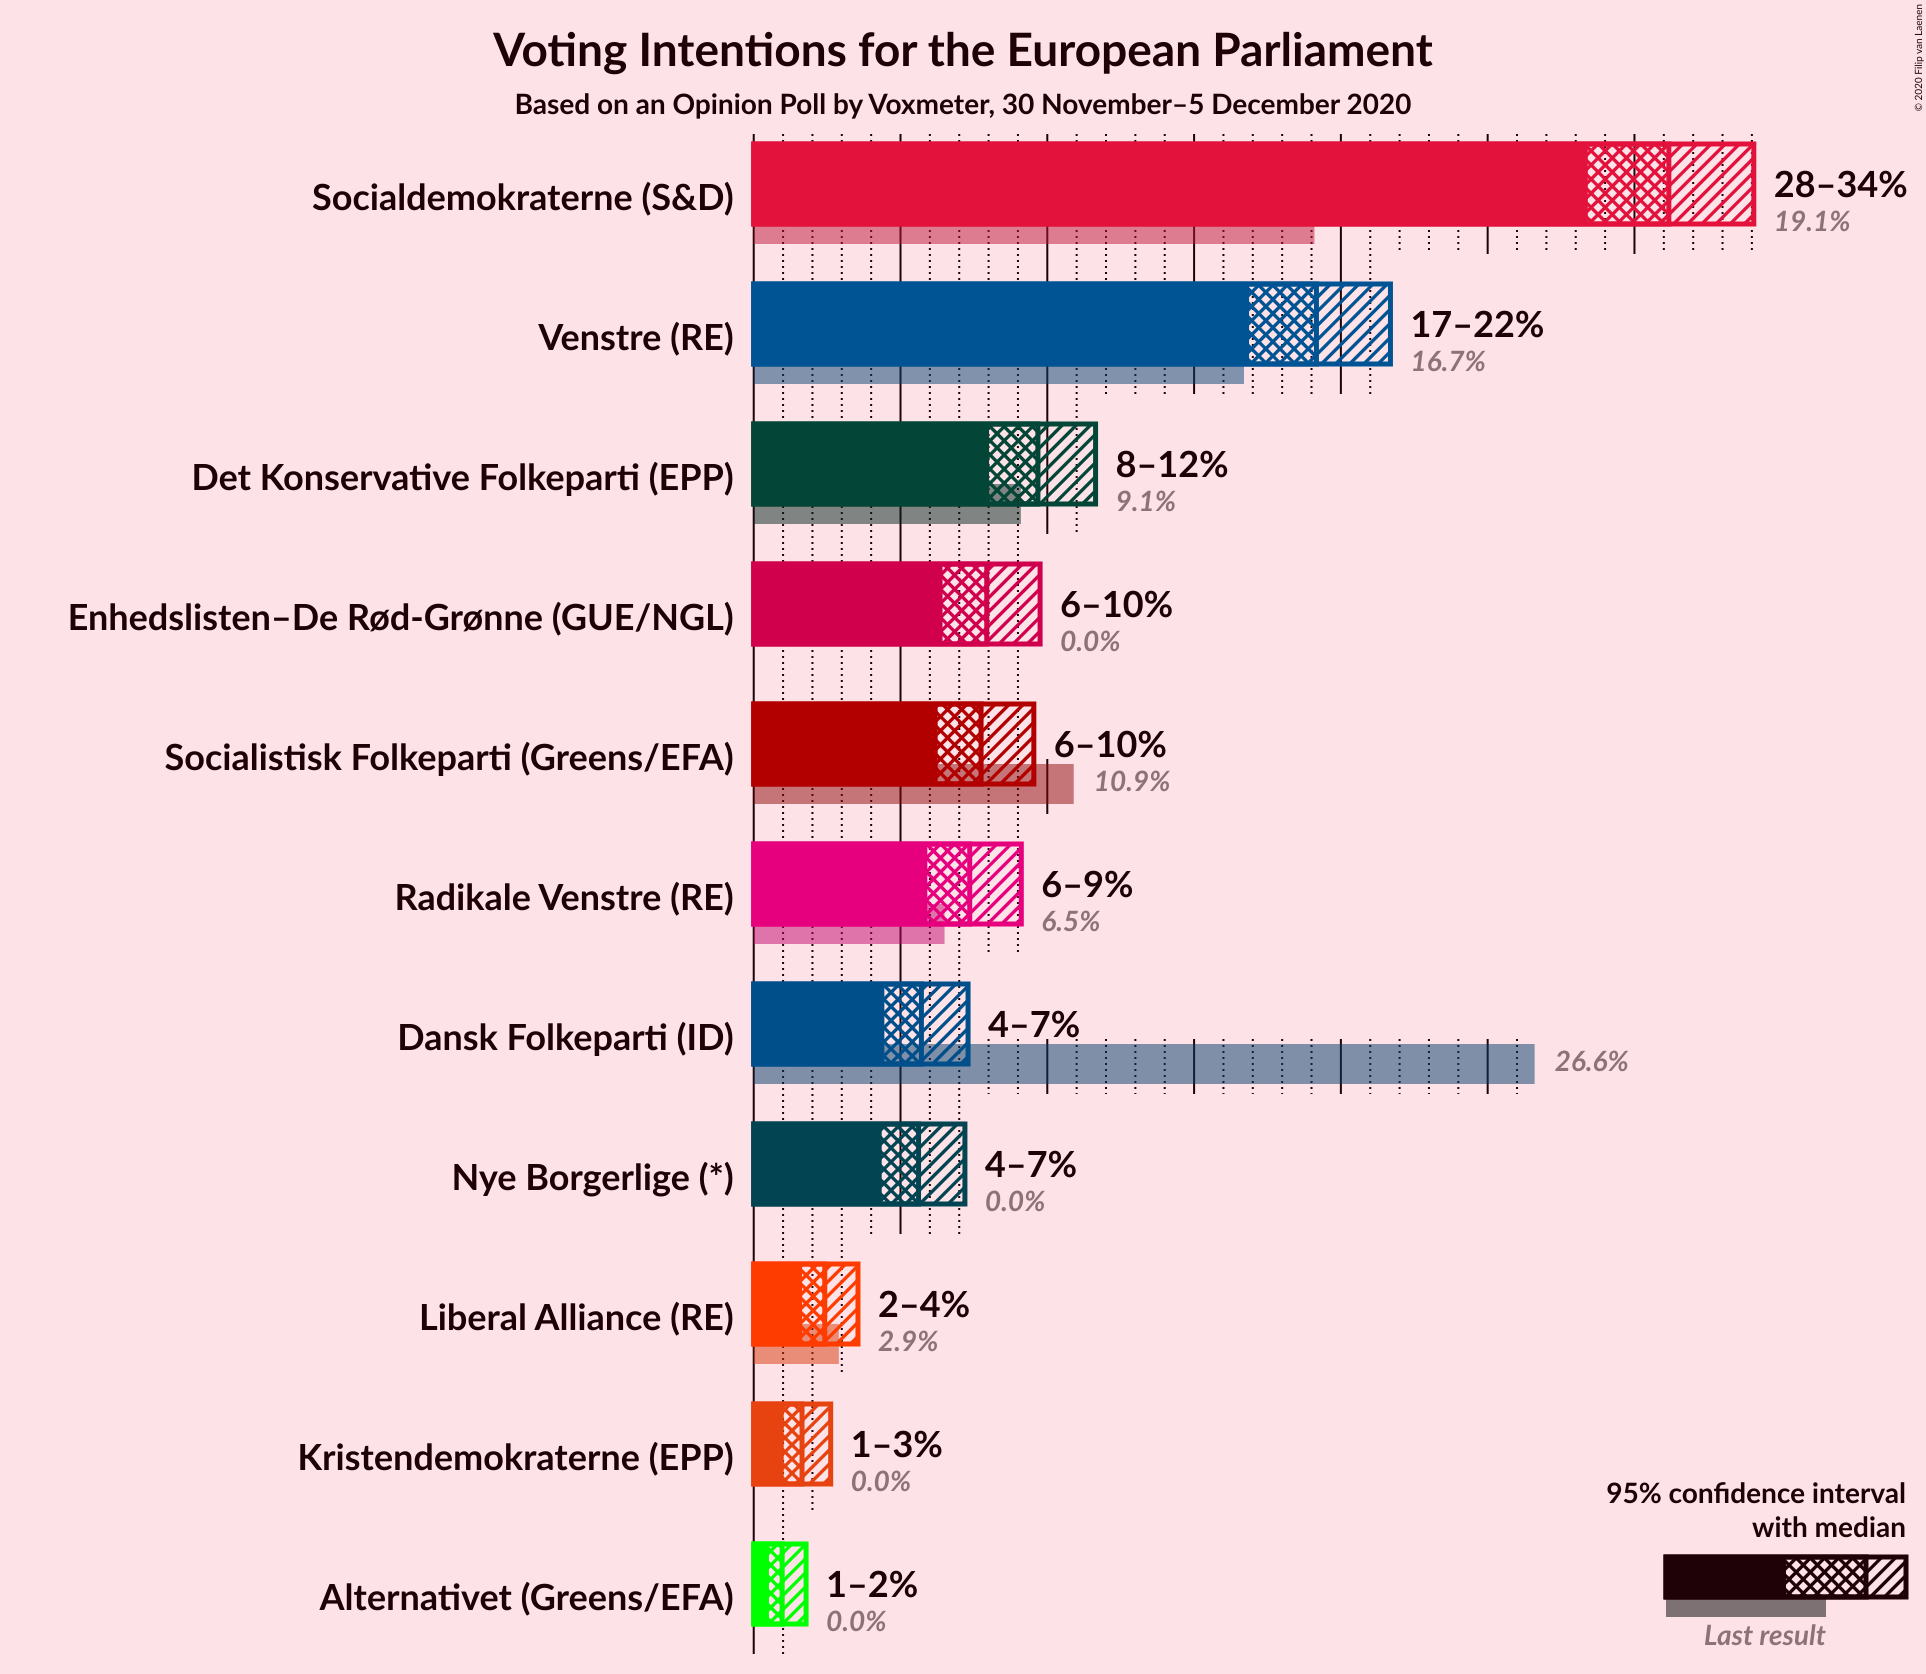 Voting Intentions for the European Parliament
Based on an Opinion Poll by Voxmeter, 30 November–5 December 2020
© 2020 Filip van Laenen
Socialdemokraterne (S&D)
28–34%
19.1%
Venstre (RE)
17–22%
16.7%
Det Konservative Folkeparti (EPP)
8–12%
9.1%
Enhedslisten–De Rød-Grønne (GUE/NGL)
6–10%
0.0%
Socialistisk Folkeparti (Greens/EFA)
6–10%
10.9%
Radikale Venstre (RE)
6–9%
6.5%
Dansk Folkeparti (ID)
4–7%
26.6%
Nye Borgerlige (*)
4–7%
0.0%
Liberal Alliance (RE)
2–4%
2.9%
Kristendemokraterne (EPP)
1–3%
0.0%
Alternativet (Greens/EFA)
1–2%
0.0%
95% confidence interval
with median
Last result